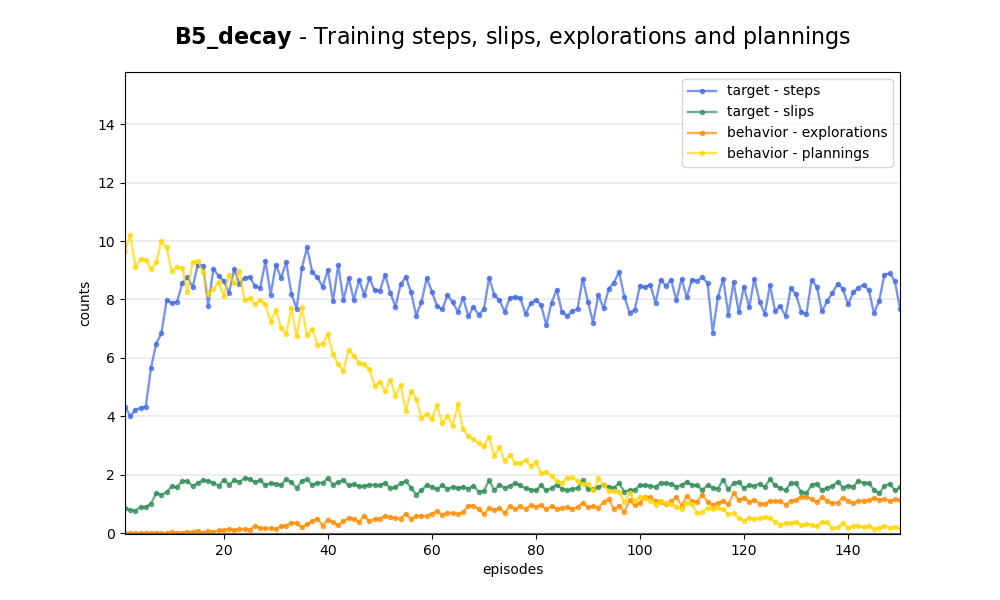 B5_decay - Training steps, slips, explorations and plannings
target - steps
target - slips
behavior - explorations
behavior - plannings
14
12
10
8
6
4
2
0
counts
20 40 60 80 100 120 140
episodes